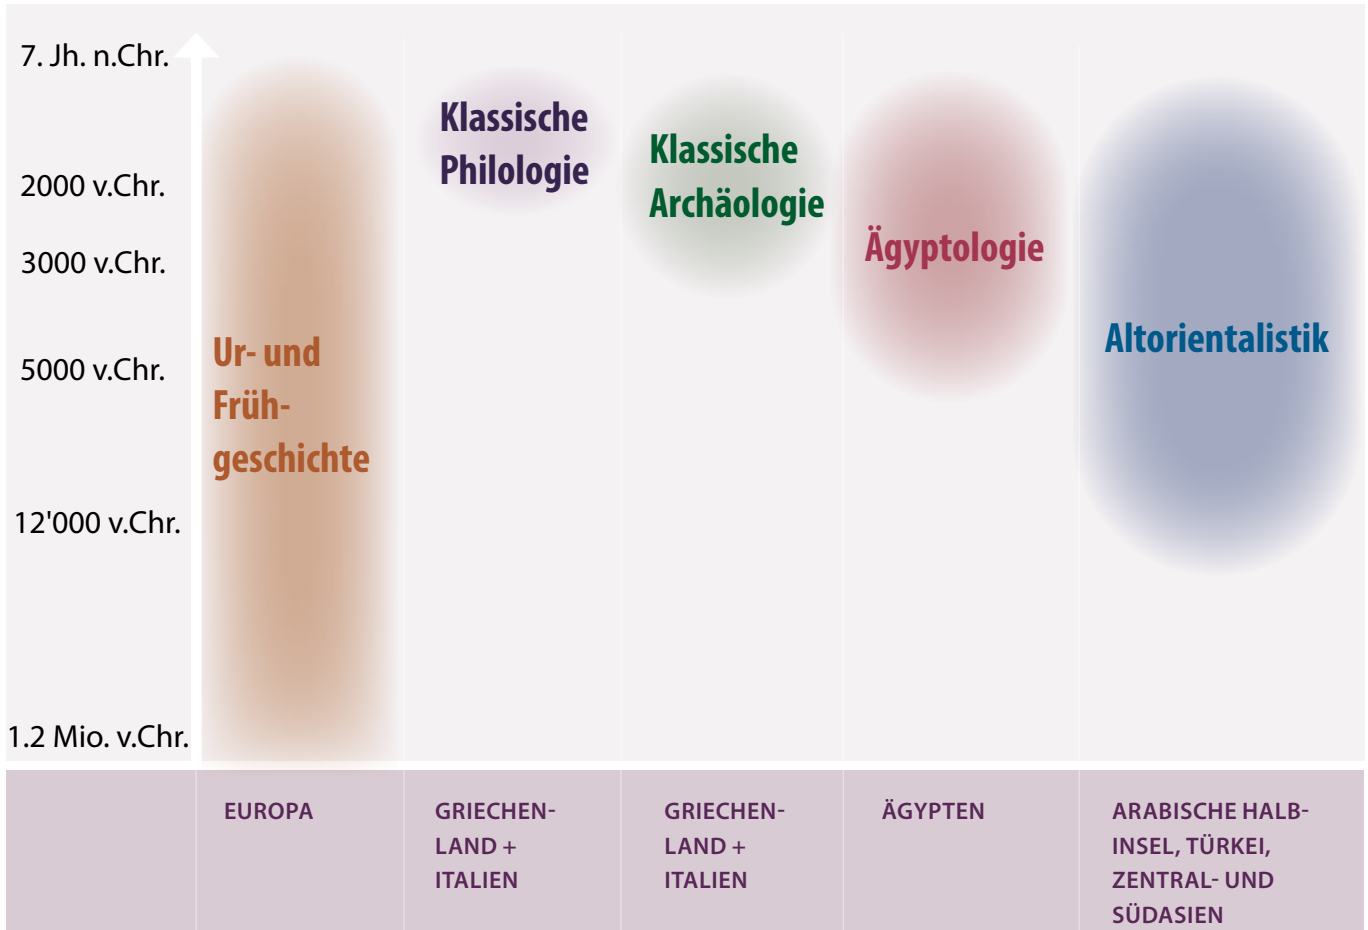 7. Jh. n.Chr.
2000 v.Chr.
3000 v.Chr.
5000 v.Chr.
12'000 v.Chr.
1.2 Mio. v.Chr.
Ur- und
Früh-
geschichte
Klassische
Philologie
Klassische
Archäologie
Ägyptologie
Altorientalistik
EUROPA
GRIECHEN-
LAND +
ITALIEN
GRIECHEN-
LAND +
ITALIEN
ÄGYPTEN
ARABISCHE HALB-
INSEL, TÜRKEI,
ZENTRAL- UND
SÜDASIEN